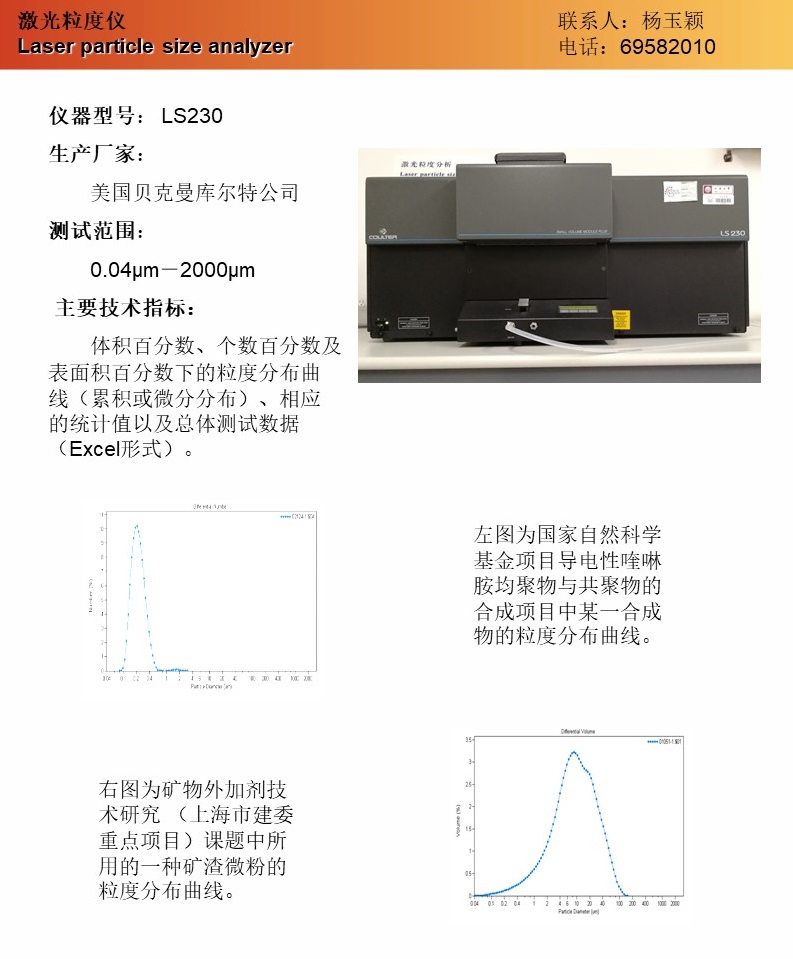 激光粒度仪
Laser particle size analyzer
联系人：杨玉颖
电话：69582010
仪器型号： LS230
生产厂家：
美国贝克曼库尔特公司
测试范围：
0.04μm－2000μm
主要技术指标：
体积百分数、个数百分数及
表面积百分数下的粒度分布曲
线（累积或微分分布）、相应
的统计值以及总体测试数据
（Excel形式）。
激光粒度分析
Laser particle size
COULTER
SMALL VOLUME MODULE PLUS
LS 230
Differential Number
Number (%)
0.04 0.1 0.2 0.4 1 2 4 6 10 20 40 100 200 400 1000 2000
Particle Diameter (μm)
左图为国家自然科学
基金项目导电性喹啉
胺均聚物与共聚物的
合成项目中某一合成
物的粒度分布曲线。
右图为矿物外加剂技
术研究 （上海市建委
重点项目）课题中所
用的一种矿渣微粉的
粒度分布曲线。
Differential Volume
Volume (%)
3.5
3
2.5
2
1.5
1
0.5
0
0.04 0.1 0.2 0.4 1 2 4 6 10 20 40 100 200 400 1000 2000
Particle Diameter (μm)